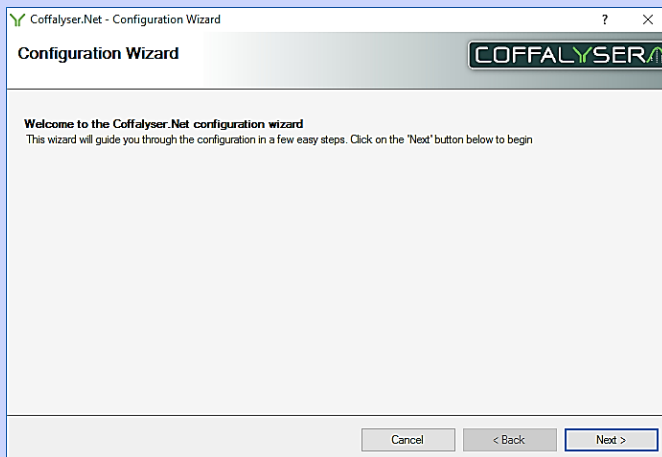 Coffalyser.Net - Configuration Wizard
?
Configuration Wizard
COFFALYSER
Welcome to the Coffalyser.Net configuration wizard
This wizard will guide you through the configuration in a few easy steps. Click on the 'Next' button below to begin
Cancel
< Back
Next >